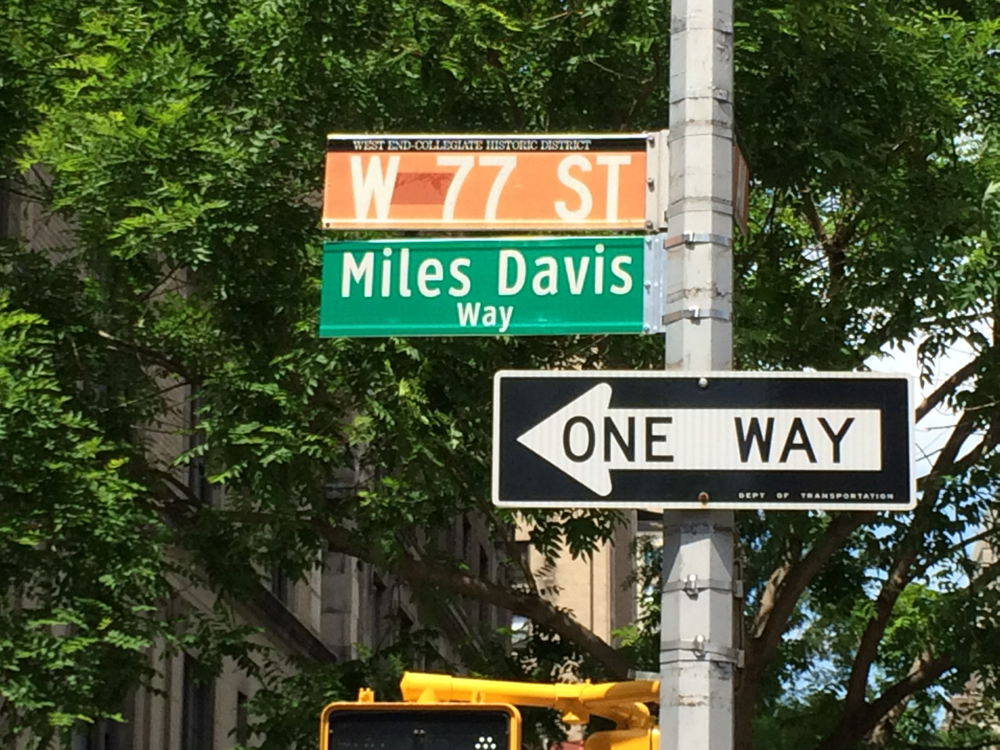 WEST END-COLLEGIATE HISTORIC DISTRICT
W 77 ST
Miles Davis
Way
ONE WAY
DEPT OF TRANSPORTATION